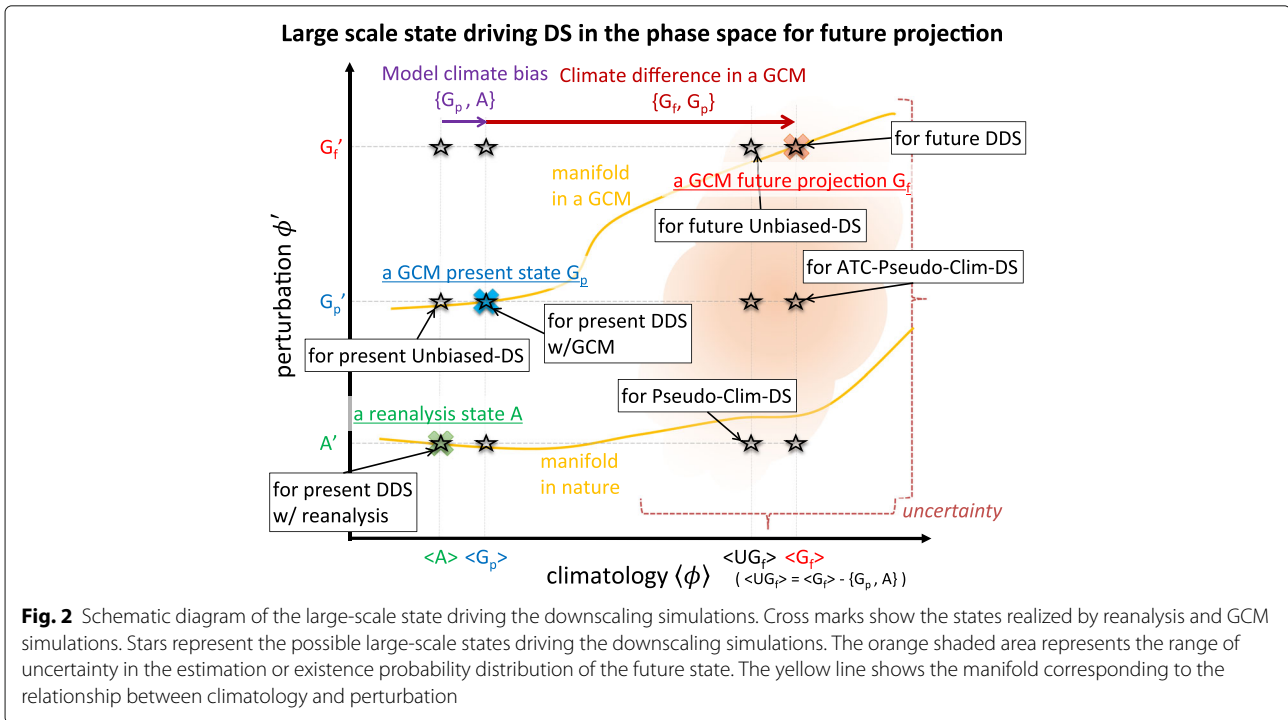 Large scale state driving DS in the phase space for future projection
Model climate bias
{Gp , A}
Climate difference in a GCM
{Gf, Gp}
Gf'
for future DDS
manifold
in a GCM
a GCM future projection Gf
for future Unbiased-DS
perturbation ϕ'
a GCM present state Gp
for ATC-Pseudo-Clim-DS
Gp'
for present DDS
w/GCM
for present Unbiased-DS
for Pseudo-Clim-DS
a reanalysis state A
A'
manifold
in nature
for present DDS
w/ reanalysis
uncertainty
<A> <Gp> <UGf> <Gf>
climatology ⟨ϕ⟩
( <UGf> = <Gf> - {Gp , A} )
Fig. 2 Schematic diagram of the large-scale state driving the downscaling simulations. Cross marks show the states realized by reanalysis and GCM
simulations. Stars represent the possible large-scale states driving the downscaling simulations. The orange shaded area represents the range of
uncertainty in the estimation or existence probability distribution of the future state. The yellow line shows the manifold corresponding to the
relationship between climatology and perturbation